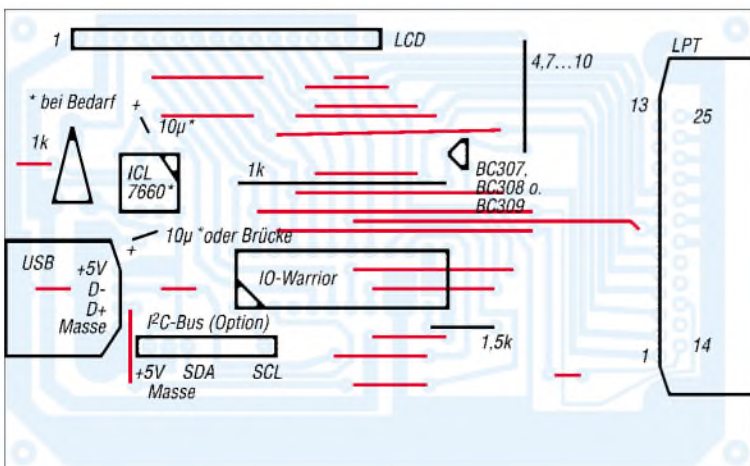 1
LCD
4,7...10
LPT
13
25
* bei Bedarf
+
10µ*
1k
ICL
7660*
1k
BC307,
BC308 o.
BC309
10µ *oder Brücke
+
USB
+5V
D-
D+
Masse
IO-Warrior
I²C-Bus (Option)
1,5k
1
14
+5V SDA SCL
Masse